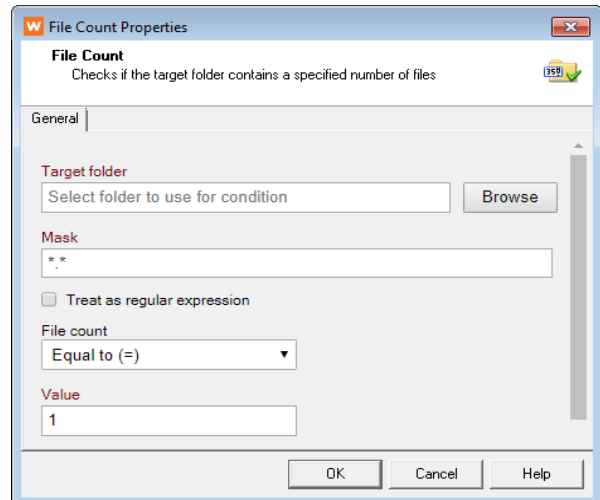 W File Count Properties
File Count
Checks if the target folder contains a specified number of files
General
Target folder
Select folder to use for condition
Browse
Mask
*.*
Treat as regular expression
File count
Equal to (=)
Value
1
OK Cancel Help